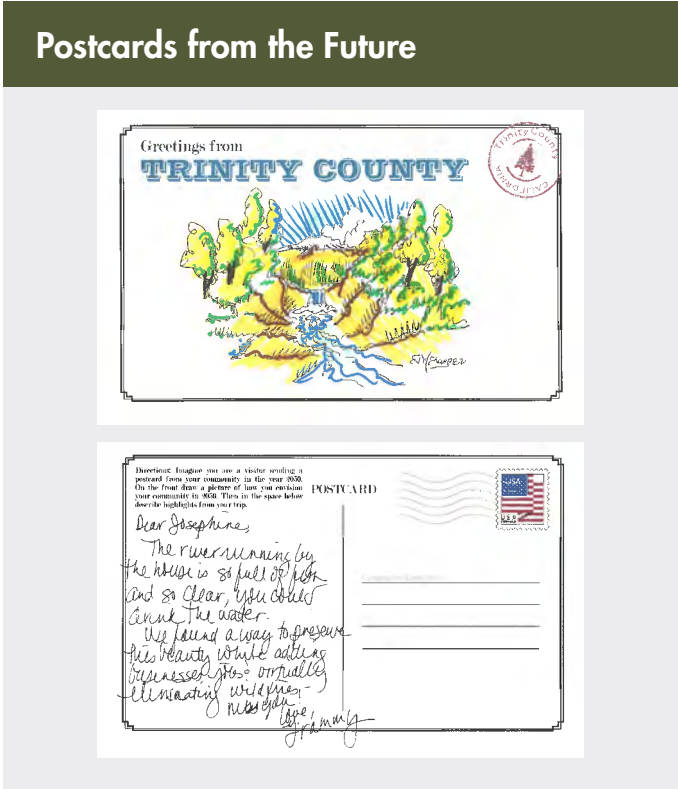 Postcards from the Future
Greetings from
TRINITY COUNTY
Trinity County
CALIFORNIA
Directions: Imagine you are a visitor sending a
postcard from your community in the year 2050.
On the front draw a picture of how you envision
your community in 2050. Then in the space below
describe highlights from your trip.
POSTCARD
USA
USA
Dear Josephine,
The river running by
the house is so full of fish
and so clear, you could
drink the water.
We found a way to preserve
this beauty while adding
businesses, jobs & virtually
eliminating wildfires, -
miss you
love,
Grammy